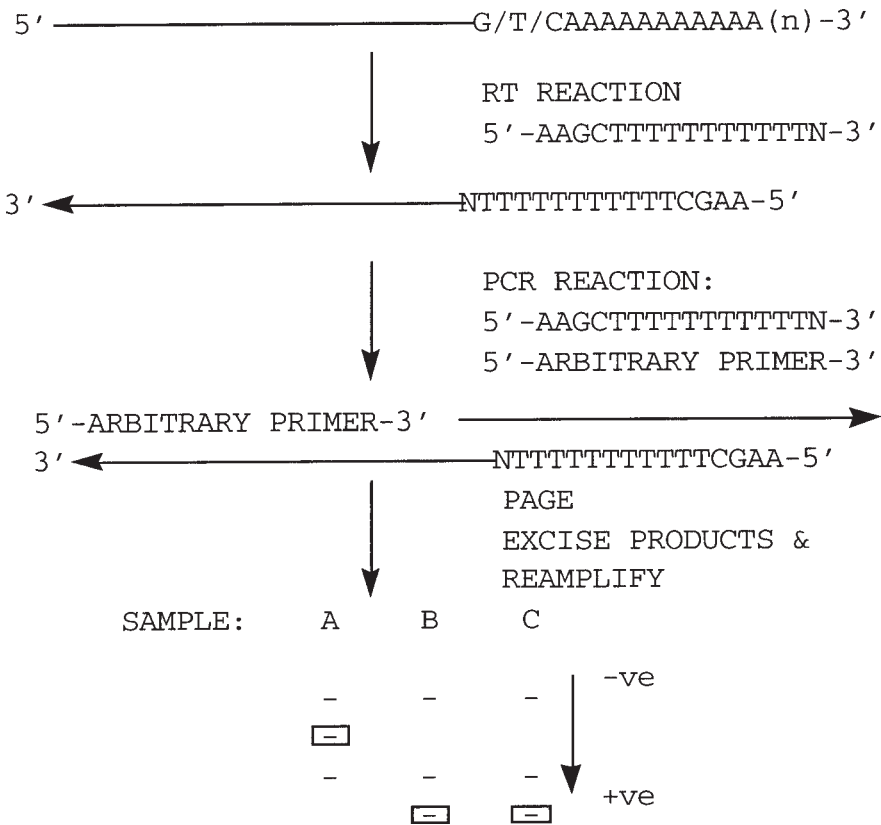 5' G/T/CAAAAAAAAAAA(n)-3'
RT REACTION
5'-AAGCTTTTTTTTTTTN-3'
3' NTTTTTTTTTTTCGAA-5'
PCR REACTION:
5'-AAGCTTTTTTTTTTTN-3'
5'-ARBITRARY PRIMER-3'
5'-ARBITRARY PRIMER-3'
3' NTTTTTTTTTTTCGAA-5'
PAGE
EXCISE PRODUCTS &
REAMPLIFY
SAMPLE: A B C
-ve
+ve